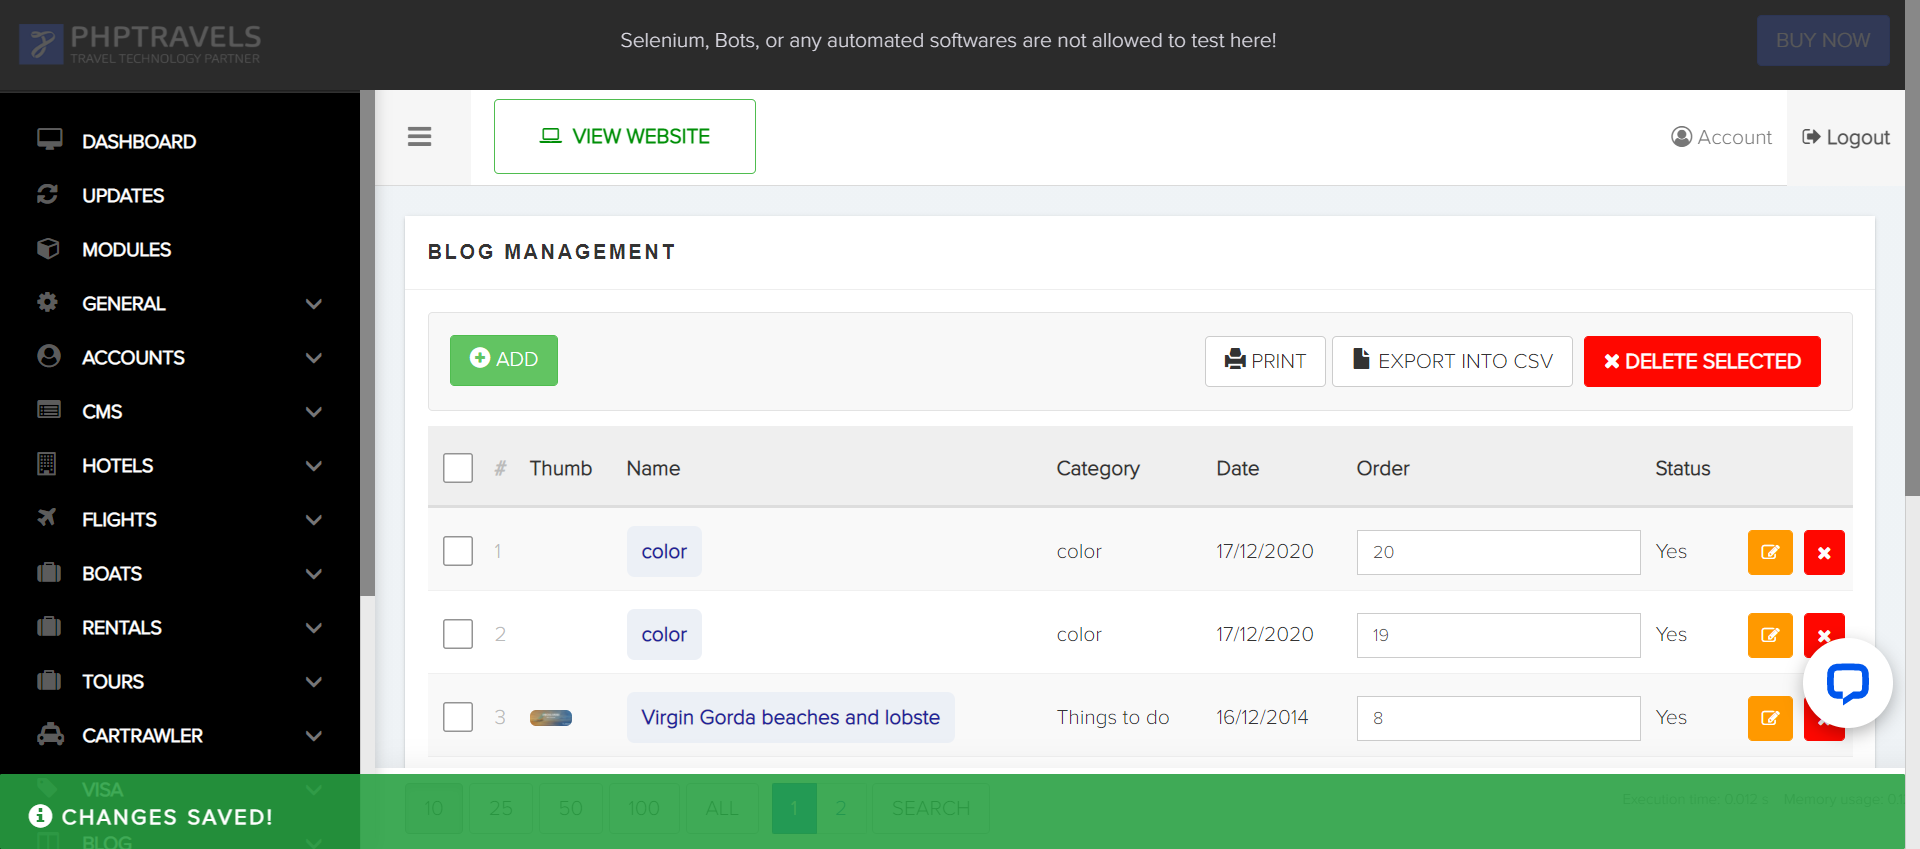 PHPTRAVELS
TRAVEL TECHNOLOGY PARTNER
Selenium, Bots, or any automated softwares are not allowed to test here!
BUY NOW
DASHBOARD
UPDATES
MODULES
GENERAL
ACCOUNTS
CMS
HOTELS
FLIGHTS
BOATS
RENTALS
TOURS
CARTRAWLER
VISA
BLOG
VIEW WEBSITE
Account
Logout
BLOG MANAGEMENT
ADD
PRINT
EXPORT INTO CSV
DELETE SELECTED
# Thumb Name Category Date Order Status
1 color color 17/12/2020 20 Yes
2 color color 17/12/2020 19 Yes
3 Virgin Gorda beaches and lobste Things to do 16/12/2014 8 Yes
10 25 50 100 ALL 1 2 SEARCH
Execution time: 0.012 s Memory usage: 0.1
CHANGES SAVED!